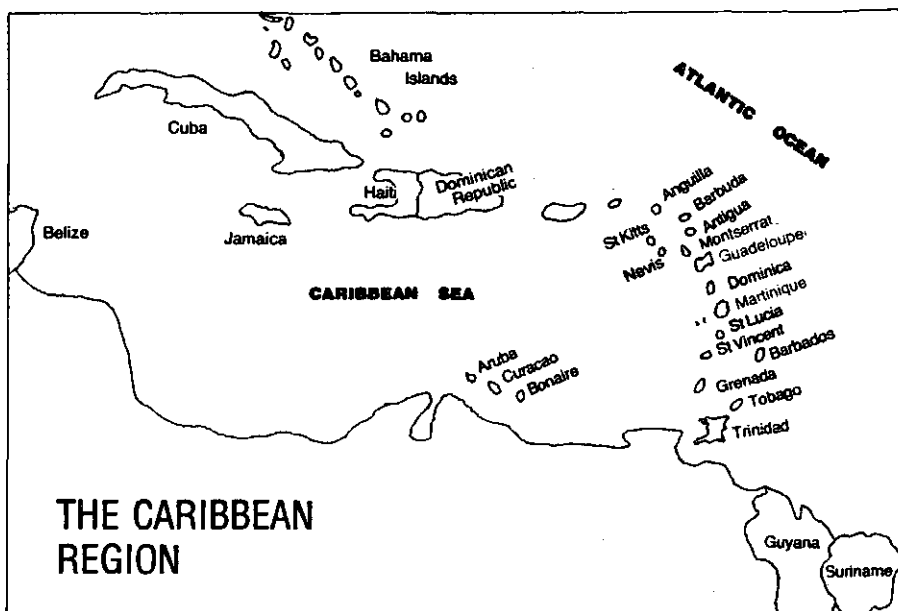 Bahama
Islands
ATLANTIC OCEAN
Cuba
Haiti
Dominican
Republic
Anguilla
Barbuda
Antigua
St Kitts
Montserrat
Nevis
Guadeloupe
Belize
Jamaica
CARIBBEAN SEA
Dominica
Martinique
St Lucia
St Vincent
Barbados
Aruba
Curacao
Bonaire
Grenada
Tobago
Trinidad
THE CARIBBEAN
REGION
Guyana
Suriname